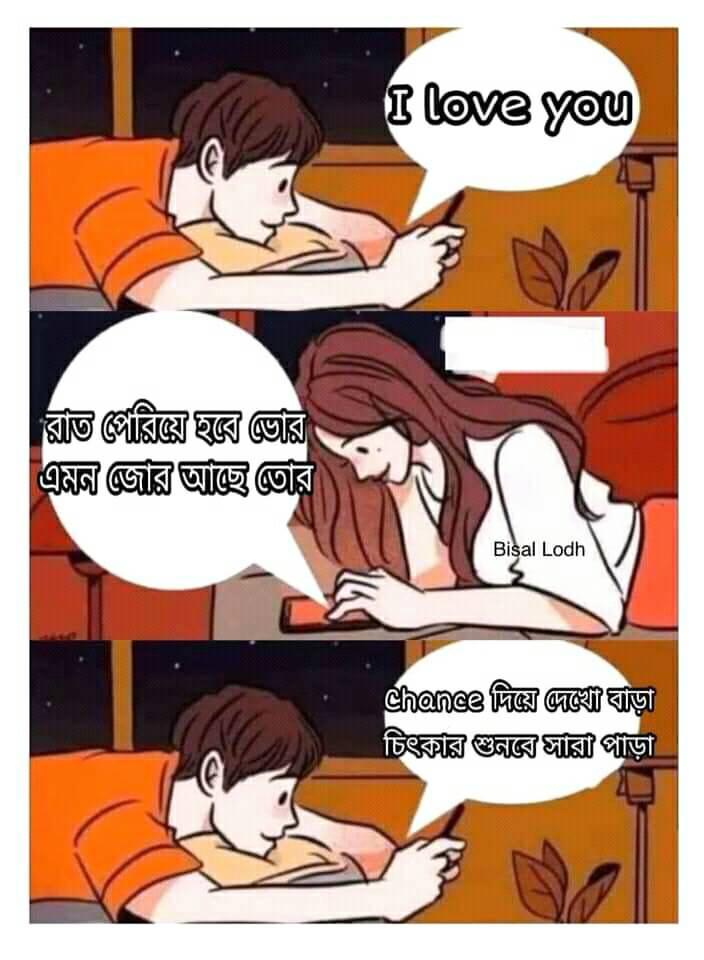 I love you
রাত পেরিয়ে হবে ভোর
এমন জোর আছে তোর
Bisal Lodh
Chance দিয়ে দেখো বাড়া
চিৎকার শুনবে সারা পাড়া